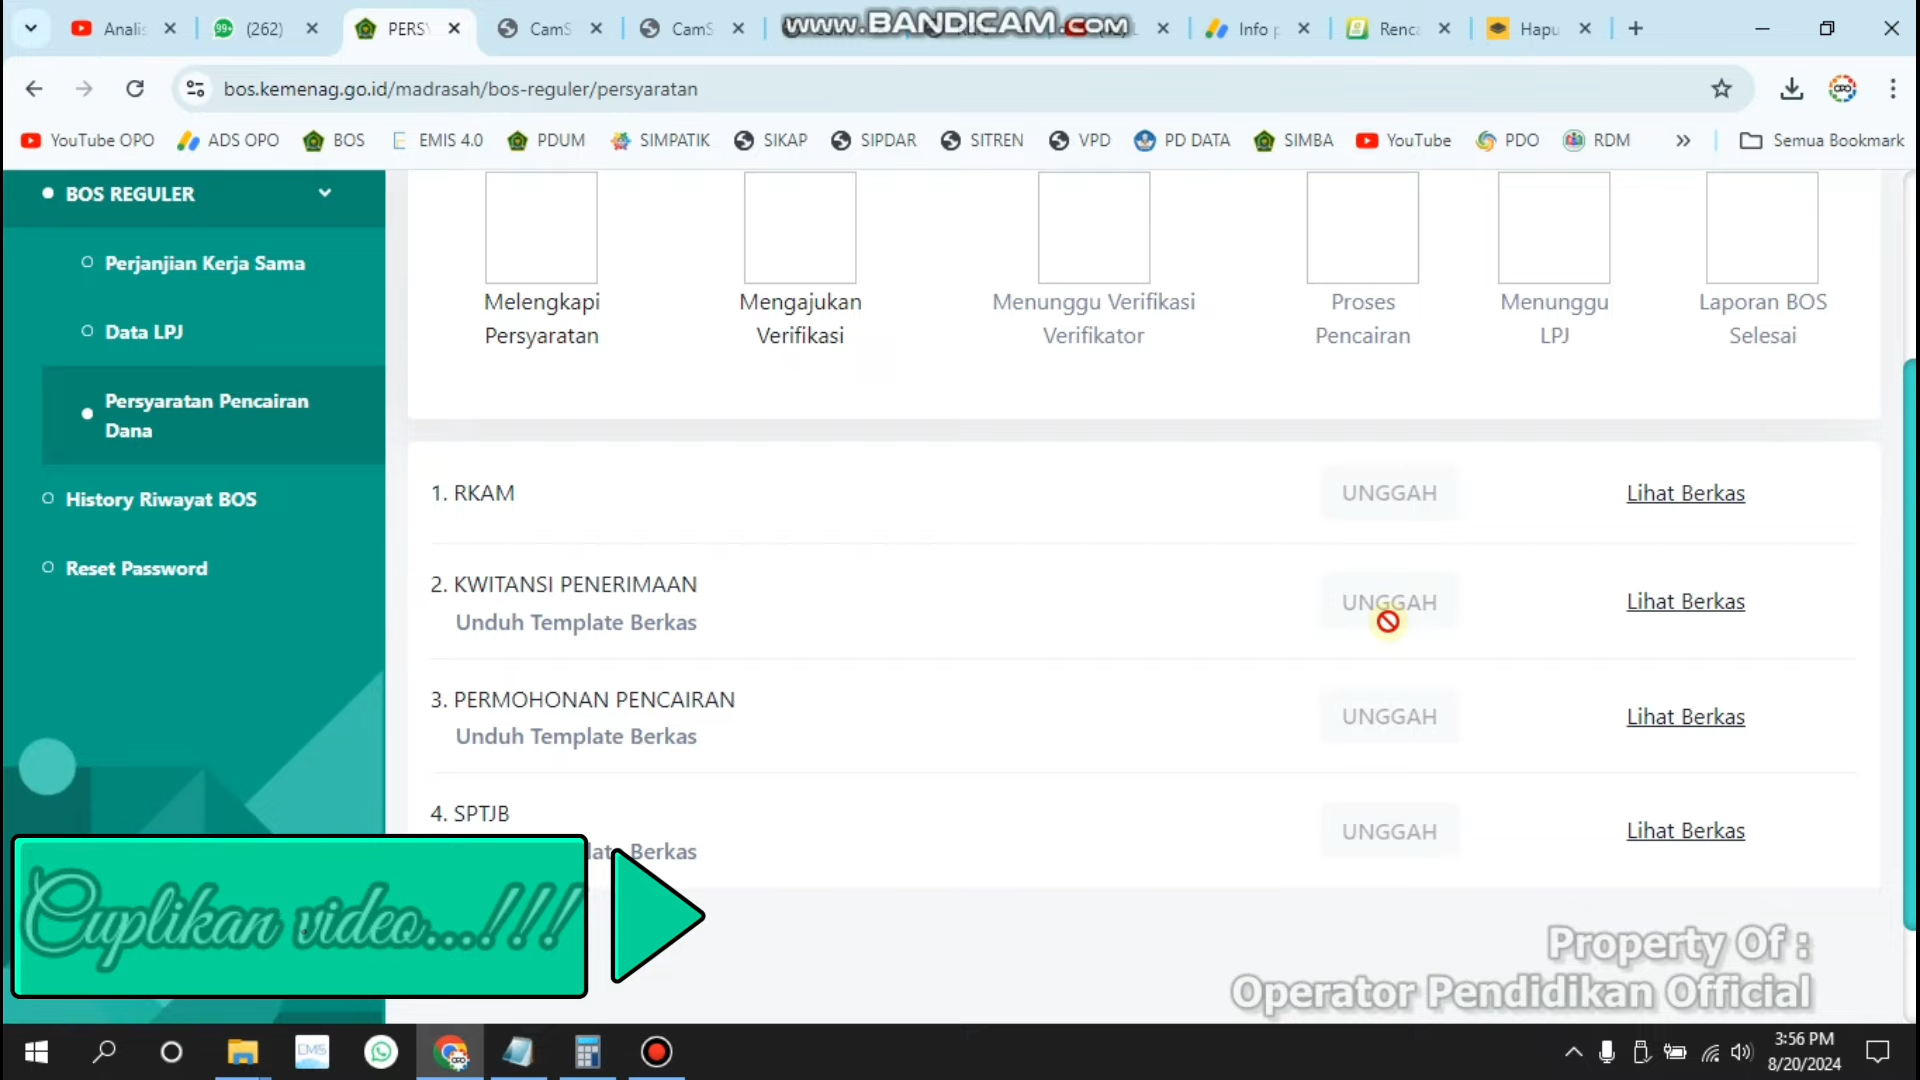 Analis
99+
(262)
PERSY
CamS
CamS
www.BANDICAM.com
Info p
Renca
Hapu
bos.kemenag.go.id/madrasah/bos-reguler/persyaratan
YouTube OPO
ADS OPO
BOS
EMIS 4.0
PDUM
SIMPATIK
SIKAP
SIPDAR
SITREN
VPD
PD DATA
SIMBA
YouTube
PDO
RDM
Semua Bookmark
BOS REGULER
Perjanjian Kerja Sama
Data LPJ
Persyaratan Pencairan
Dana
History Riwayat BOS
Reset Password
Melengkapi
Persyaratan
Mengajukan
Verifikasi
Menunggu Verifikasi
Verifikator
Proses
Pencairan
Menunggu
LPJ
Laporan BOS
Selesai
1. RKAM
UNGGAH
Lihat Berkas
2. KWITANSI PENERIMAAN
Unduh Template Berkas
UNGGAH
Lihat Berkas
3. PERMOHONAN PENCAIRAN
Unduh Template Berkas
UNGGAH
Lihat Berkas
4. SPTJB
Berkas
UNGGAH
Lihat Berkas
Cuplikan video...!!!
Property Of :
Operator Pendidikan Official
EMIS
3:56 PM
8/20/2024